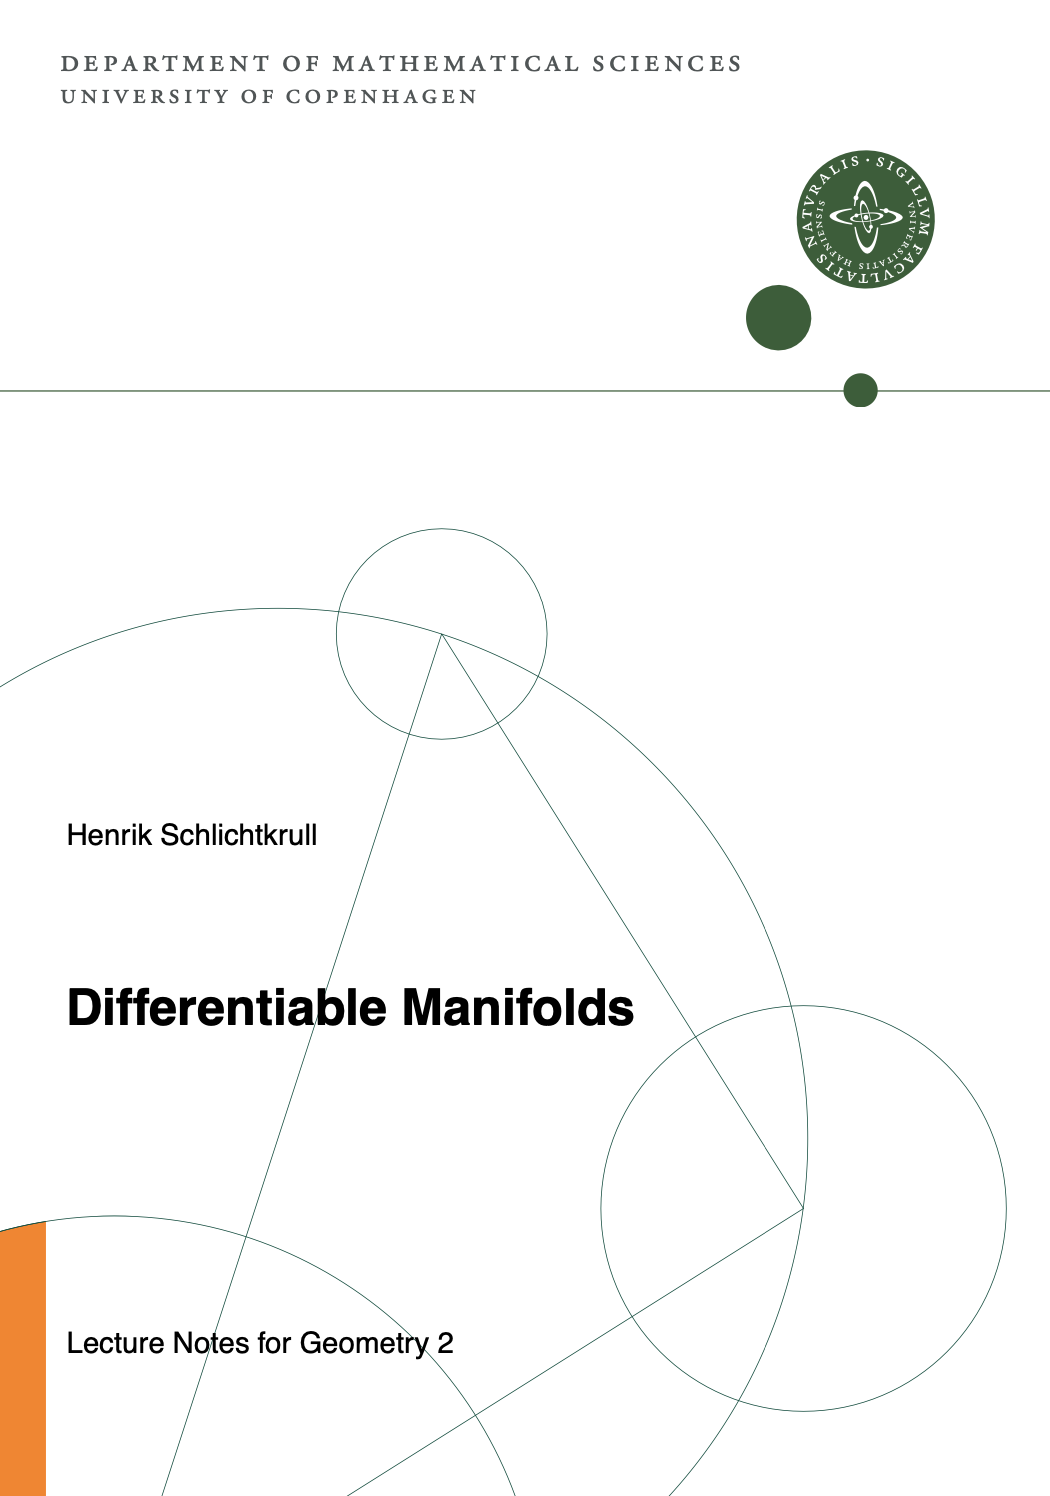 DEPARTMENT OF MATHEMATICAL SCIENCES
UNIVERSITY OF COPENHAGEN
SIGILLVM FACVLTATIS NATVRALIS ·
VNIVERSITATIS HAFNIENSIS
Henrik Schlichtkrull
Differentiable Manifolds
Lecture Notes for Geometry 2